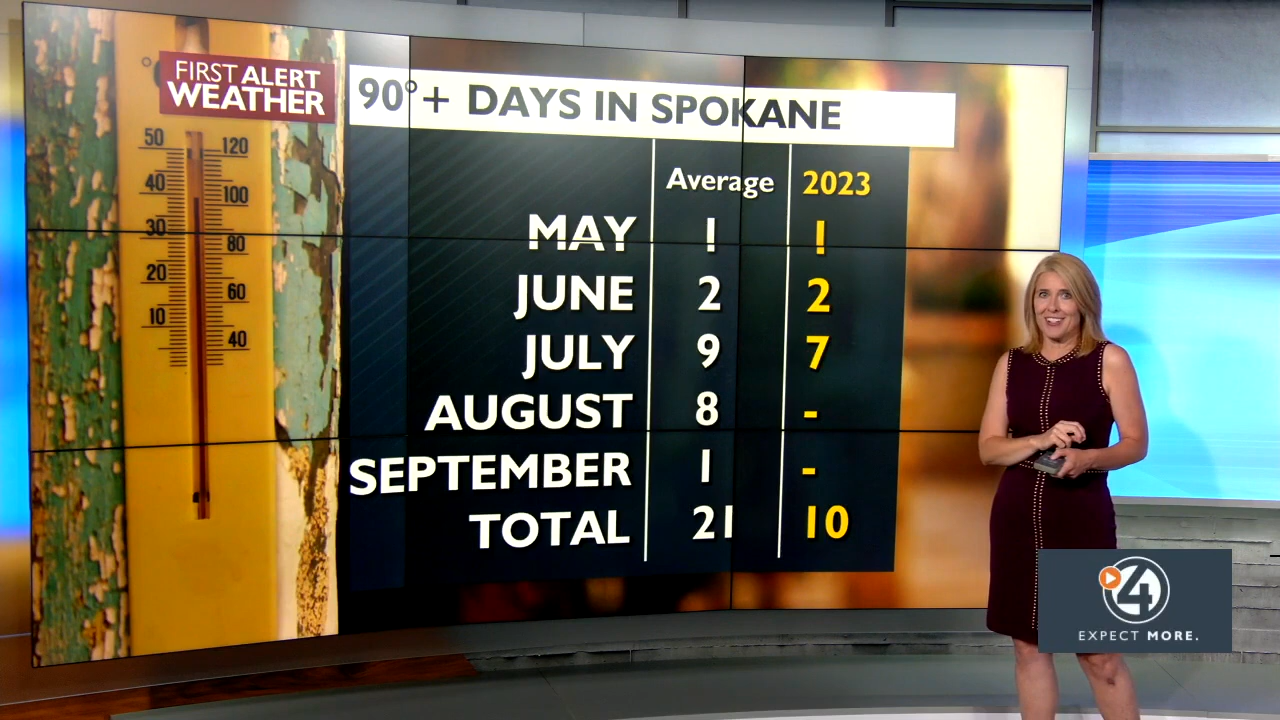 FIRST ALERT
WEATHER
90°+ DAYS IN SPOKANE
Average 2023
MAY 1 1
JUNE 2 2
JULY 9 7
AUGUST 8 -
SEPTEMBER 1 -
TOTAL 21 10
50 120
40 100
30 80
20 60
10 40
4
EXPECT MORE.